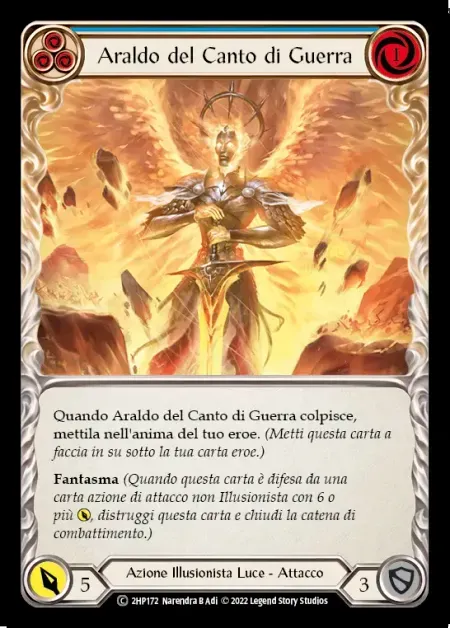 Araldo del Canto di Guerra
1
Quando Araldo del Canto di Guerra colpisce,
mettila nell'anima del tuo eroe. (Metti questa carta a
faccia in su sotto la tua carta eroe.)
Fantasma (Quando questa carta è difesa da una
carta azione di attacco non Illusionista con 6 o
più , distruggi questa carta e chiudi la catena di
combattimento.)
5
Azione Illusionista Luce - Attacco
3
C 2HP172 Narendra B Adi © 2022 Legend Story Studios